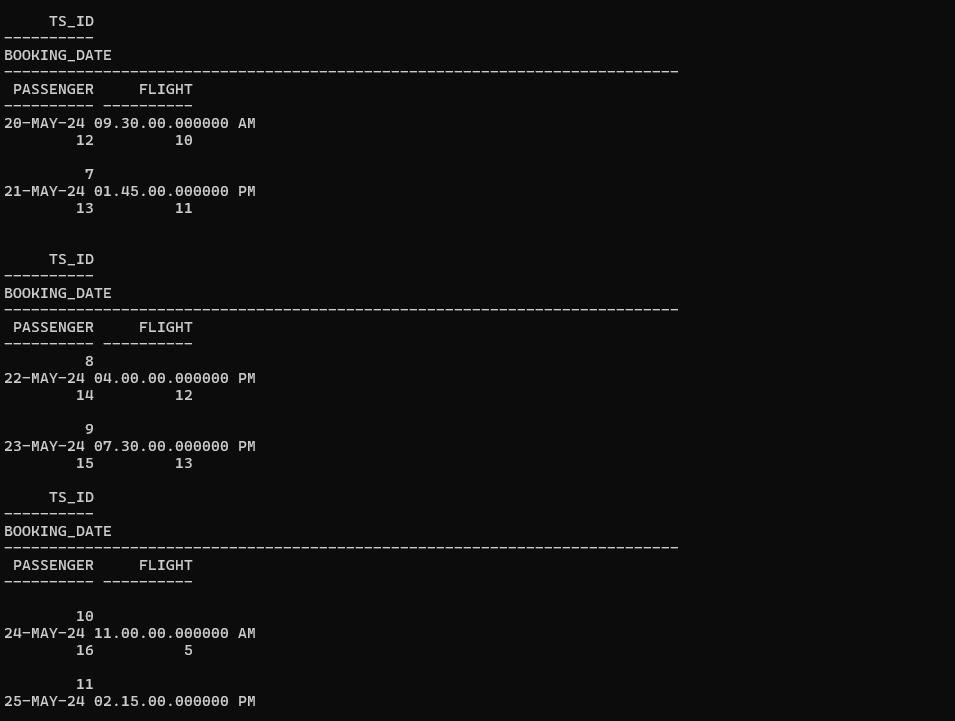 TS_ID
----------
BOOKING_DATE
---------------------------------------------------------------------------
PASSENGER     FLIGHT
---------- ----------
20-MAY-24 09.30.00.000000 AM
12         10
7
21-MAY-24 01.45.00.000000 PM
13         11
TS_ID
----------
BOOKING_DATE
---------------------------------------------------------------------------
PASSENGER     FLIGHT
---------- ----------
8
22-MAY-24 04.00.00.000000 PM
14         12
9
23-MAY-24 07.30.00.000000 PM
15         13
TS_ID
----------
BOOKING_DATE
---------------------------------------------------------------------------
PASSENGER     FLIGHT
---------- ----------
10
24-MAY-24 11.00.00.000000 AM
16          5
11
25-MAY-24 02.15.00.000000 PM